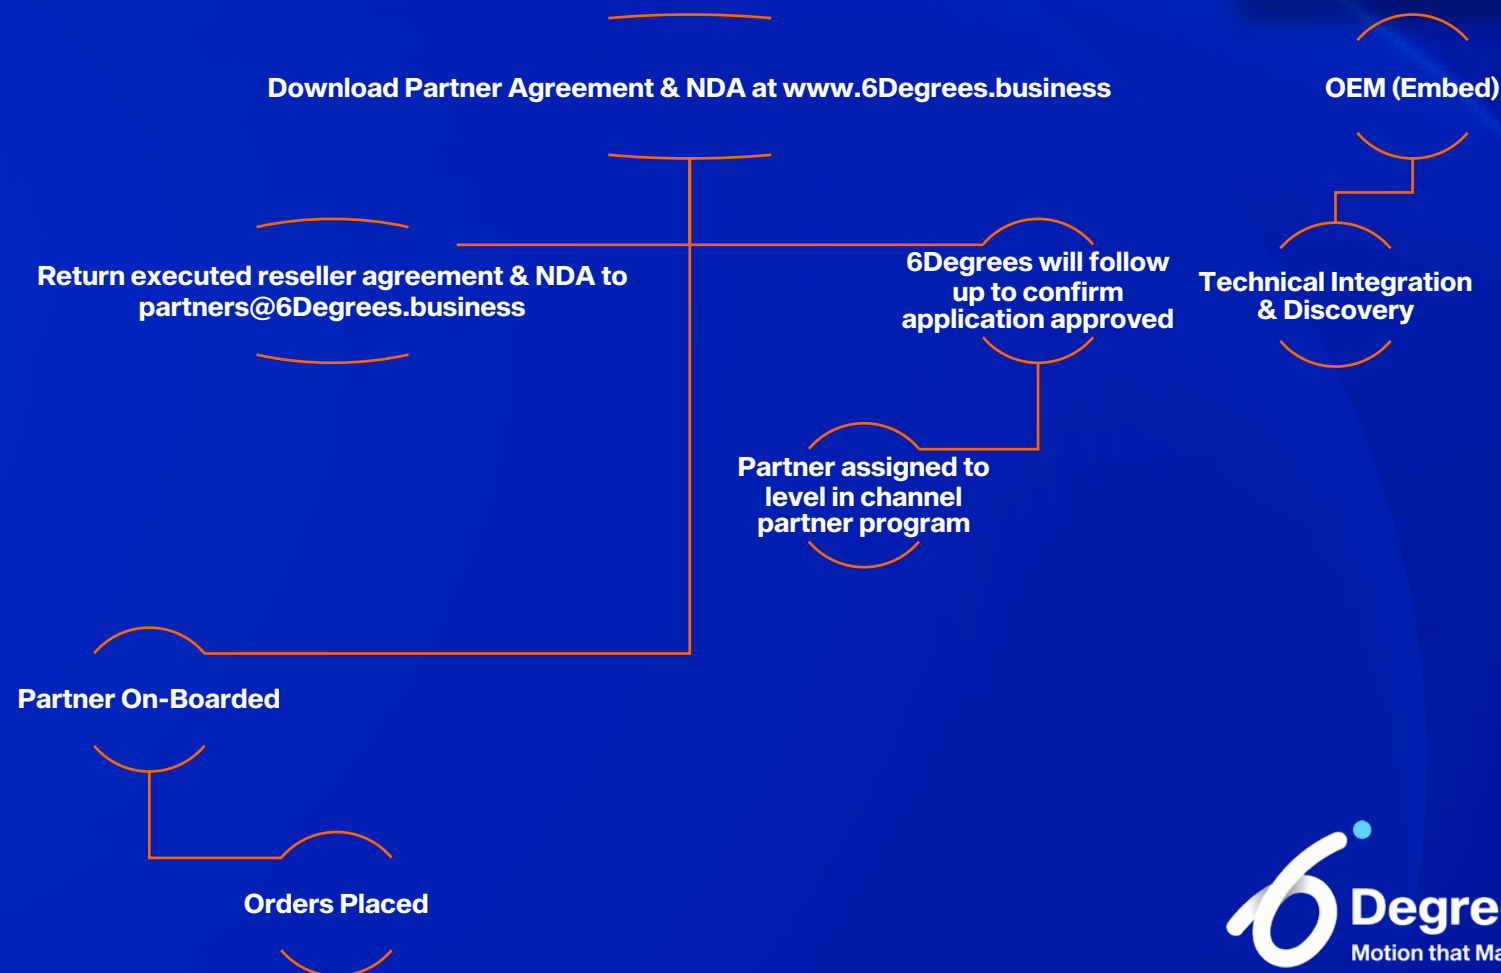 Download Partner Agreement & NDA at www.6Degrees.business
OEM (Embed)
Return executed reseller agreement & NDA to
partners@6Degrees.business
6Degrees will follow
up to confirm
application approved
Technical Integration
& Discovery
Partner assigned to
level in channel
partner program
Partner On-Boarded
Orders Placed
6
Degre
Motion that Ma